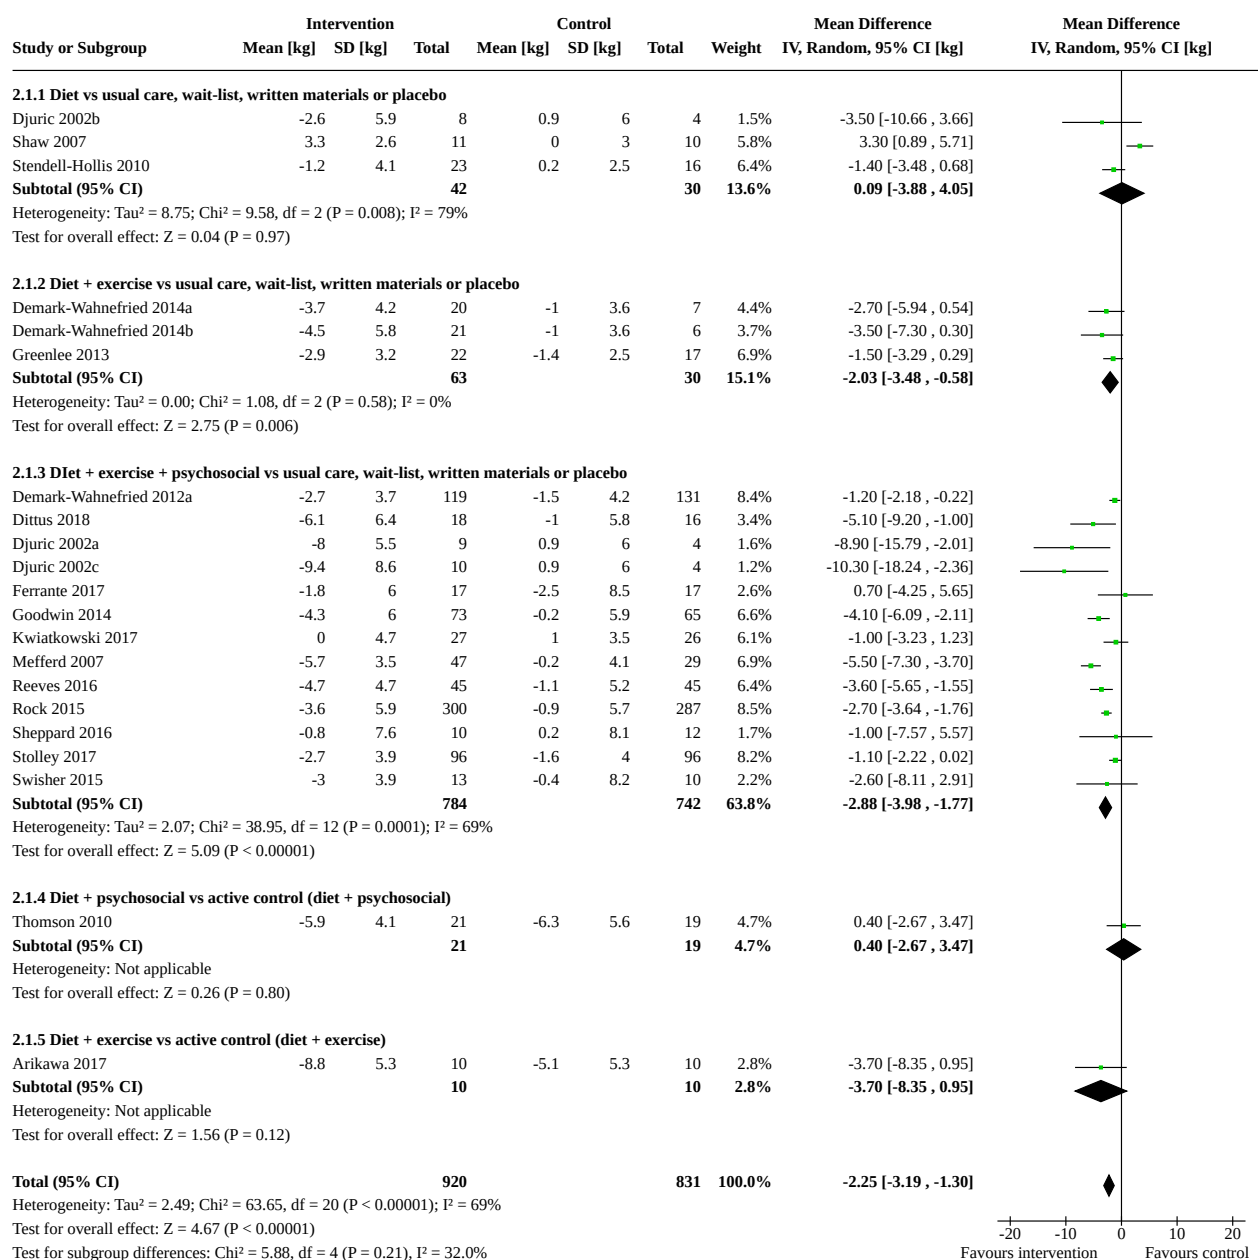 Intervention Control Mean Difference Mean Difference
Study or Subgroup Mean [kg] SD [kg] Total Mean [kg] SD [kg] Total Weight IV, Random, 95% CI [kg] IV, Random, 95% CI [kg]
2.1.1 Diet vs usual care, wait-list, written materials or placebo
Djuric 2002b -2.6 5.9 8 0.9 6 4 1.5% -3.50 [-10.66 , 3.66]
Shaw 2007 3.3 2.6 11 0 3 10 5.8% 3.30 [0.89 , 5.71]
Stendell-Hollis 2010 -1.2 4.1 23 0.2 2.5 16 6.4% -1.40 [-3.48 , 0.68]
Subtotal (95% CI) 42 30 13.6% 0.09 [-3.88 , 4.05]
Heterogeneity: Tau² = 8.75; Chi² = 9.58, df = 2 (P = 0.008); I² = 79%
Test for overall effect: Z = 0.04 (P = 0.97)
2.1.2 Diet + exercise vs usual care, wait-list, written materials or placebo
Demark-Wahnefried 2014a -3.7 4.2 20 -1 3.6 7 4.4% -2.70 [-5.94 , 0.54]
Demark-Wahnefried 2014b -4.5 5.8 21 -1 3.6 6 3.7% -3.50 [-7.30 , 0.30]
Greenlee 2013 -2.9 3.2 22 -1.4 2.5 17 6.9% -1.50 [-3.29 , 0.29]
Subtotal (95% CI) 63 30 15.1% -2.03 [-3.48 , -0.58]
Heterogeneity: Tau² = 0.00; Chi² = 1.08, df = 2 (P = 0.58); I² = 0%
Test for overall effect: Z = 2.75 (P = 0.006)
2.1.3 DIet + exercise + psychosocial vs usual care, wait-list, written materials or placebo
Demark-Wahnefried 2012a -2.7 3.7 119 -1.5 4.2 131 8.4% -1.20 [-2.18 , -0.22]
Dittus 2018 -6.1 6.4 18 -1 5.8 16 3.4% -5.10 [-9.20 , -1.00]
Djuric 2002a -8 5.5 9 0.9 6 4 1.6% -8.90 [-15.79 , -2.01]
Djuric 2002c -9.4 8.6 10 0.9 6 4 1.2% -10.30 [-18.24 , -2.36]
Ferrante 2017 -1.8 6 17 -2.5 8.5 17 2.6% 0.70 [-4.25 , 5.65]
Goodwin 2014 -4.3 6 73 -0.2 5.9 65 6.6% -4.10 [-6.09 , -2.11]
Kwiatkowski 2017 0 4.7 27 1 3.5 26 6.1% -1.00 [-3.23 , 1.23]
Mefferd 2007 -5.7 3.5 47 -0.2 4.1 29 6.9% -5.50 [-7.30 , -3.70]
Reeves 2016 -4.7 4.7 45 -1.1 5.2 45 6.4% -3.60 [-5.65 , -1.55]
Rock 2015 -3.6 5.9 300 -0.9 5.7 287 8.5% -2.70 [-3.64 , -1.76]
Sheppard 2016 -0.8 7.6 10 0.2 8.1 12 1.7% -1.00 [-7.57 , 5.57]
Stolley 2017 -2.7 3.9 96 -1.6 4 96 8.2% -1.10 [-2.22 , 0.02]
Swisher 2015 -3 3.9 13 -0.4 8.2 10 2.2% -2.60 [-8.11 , 2.91]
Subtotal (95% CI) 784 742 63.8% -2.88 [-3.98 , -1.77]
Heterogeneity: Tau² = 2.07; Chi² = 38.95, df = 12 (P = 0.0001); I² = 69%
Test for overall effect: Z = 5.09 (P < 0.00001)
2.1.4 Diet + psychosocial vs active control (diet + psychosocial)
Thomson 2010 -5.9 4.1 21 -6.3 5.6 19 4.7% 0.40 [-2.67 , 3.47]
Subtotal (95% CI) 21 19 4.7% 0.40 [-2.67 , 3.47]
Heterogeneity: Not applicable
Test for overall effect: Z = 0.26 (P = 0.80)
2.1.5 Diet + exercise vs active control (diet + exercise)
Arikawa 2017 -8.8 5.3 10 -5.1 5.3 10 2.8% -3.70 [-8.35 , 0.95]
Subtotal (95% CI) 10 10 2.8% -3.70 [-8.35 , 0.95]
Heterogeneity: Not applicable
Test for overall effect: Z = 1.56 (P = 0.12)
Total (95% CI) 920 831 100.0% -2.25 [-3.19 , -1.30]
Heterogeneity: Tau² = 2.49; Chi² = 63.65, df = 20 (P < 0.00001); I² = 69%
Test for overall effect: Z = 4.67 (P < 0.00001) -20 -10 0 10 20
Test for subgroup differences: Chi² = 5.88, df = 4 (P = 0.21), I² = 32.0% Favours intervention Favours control